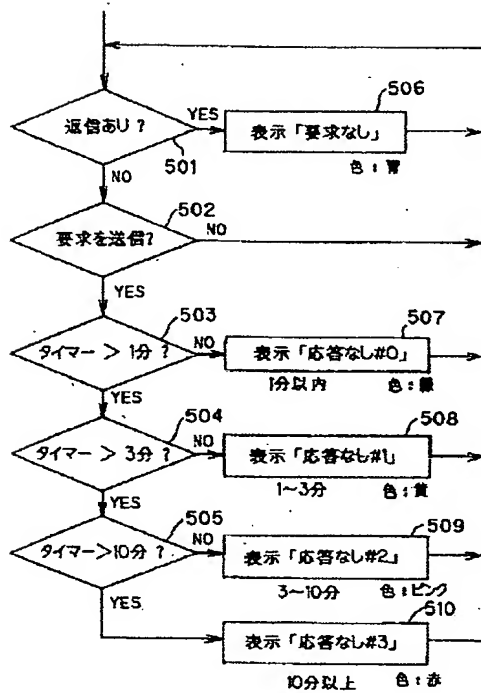 506
返信あり? YES 表示「要求なし」
501 色:青
NO
502
要求を送信? NO
YES
503 507
タイマー > 1分? NO 表示「応答なし#0」
1分以内 色:緑
YES
504 508
タイマー > 3分? NO 表示「応答なし#1」
1~3分 色:黄
YES
505 509
タイマー>10分? NO 表示「応答なし#2」
3~10分 色:ピンク
YES 510
表示「応答なし#3」
10分以上 色:赤